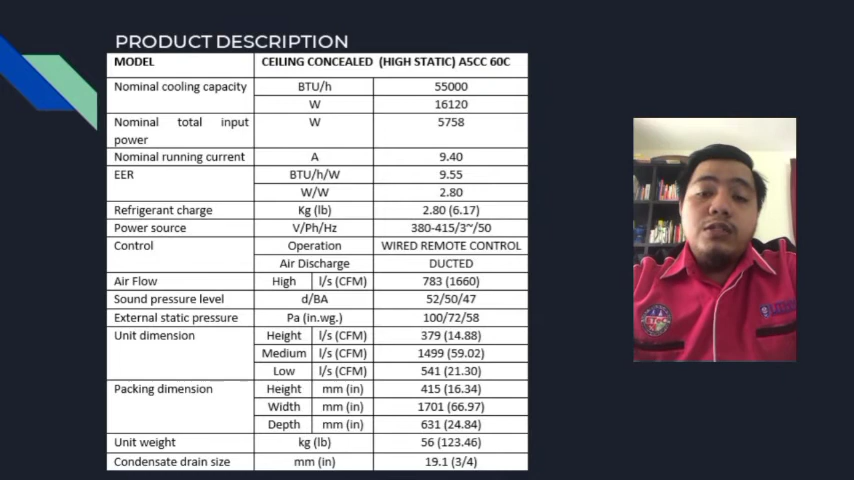 PRODUCT DESCRIPTION
MODEL CEILING CONCEALED (HIGH STATIC) A5CC 60C
Nominal cooling capacity BTU/h 55000
W 16120
Nominal total input power W 5758
Nominal running current A 9.40
EER BTU/h/W 9.55
W/W 2.80
Refrigerant charge Kg (lb) 2.80 (6.17)
Power source V/Ph/Hz 380-415/3~/50
Control Operation WIRED REMOTE CONTROL
Air Discharge DUCTED
Air Flow High l/s (CFM) 783 (1660)
Sound pressure level d/BA 52/50/47
External static pressure Pa (in.wg.) 100/72/58
Unit dimension Height l/s (CFM) 379 (14.88)
Medium l/s (CFM) 1499 (59.02)
Low l/s (CFM) 541 (21.30)
Packing dimension Height mm (in) 415 (16.34)
Width mm (in) 1701 (66.97)
Depth mm (in) 631 (24.84)
Unit weight kg (lb) 56 (123.46)
Condensate drain size mm (in) 19.1 (3/4)